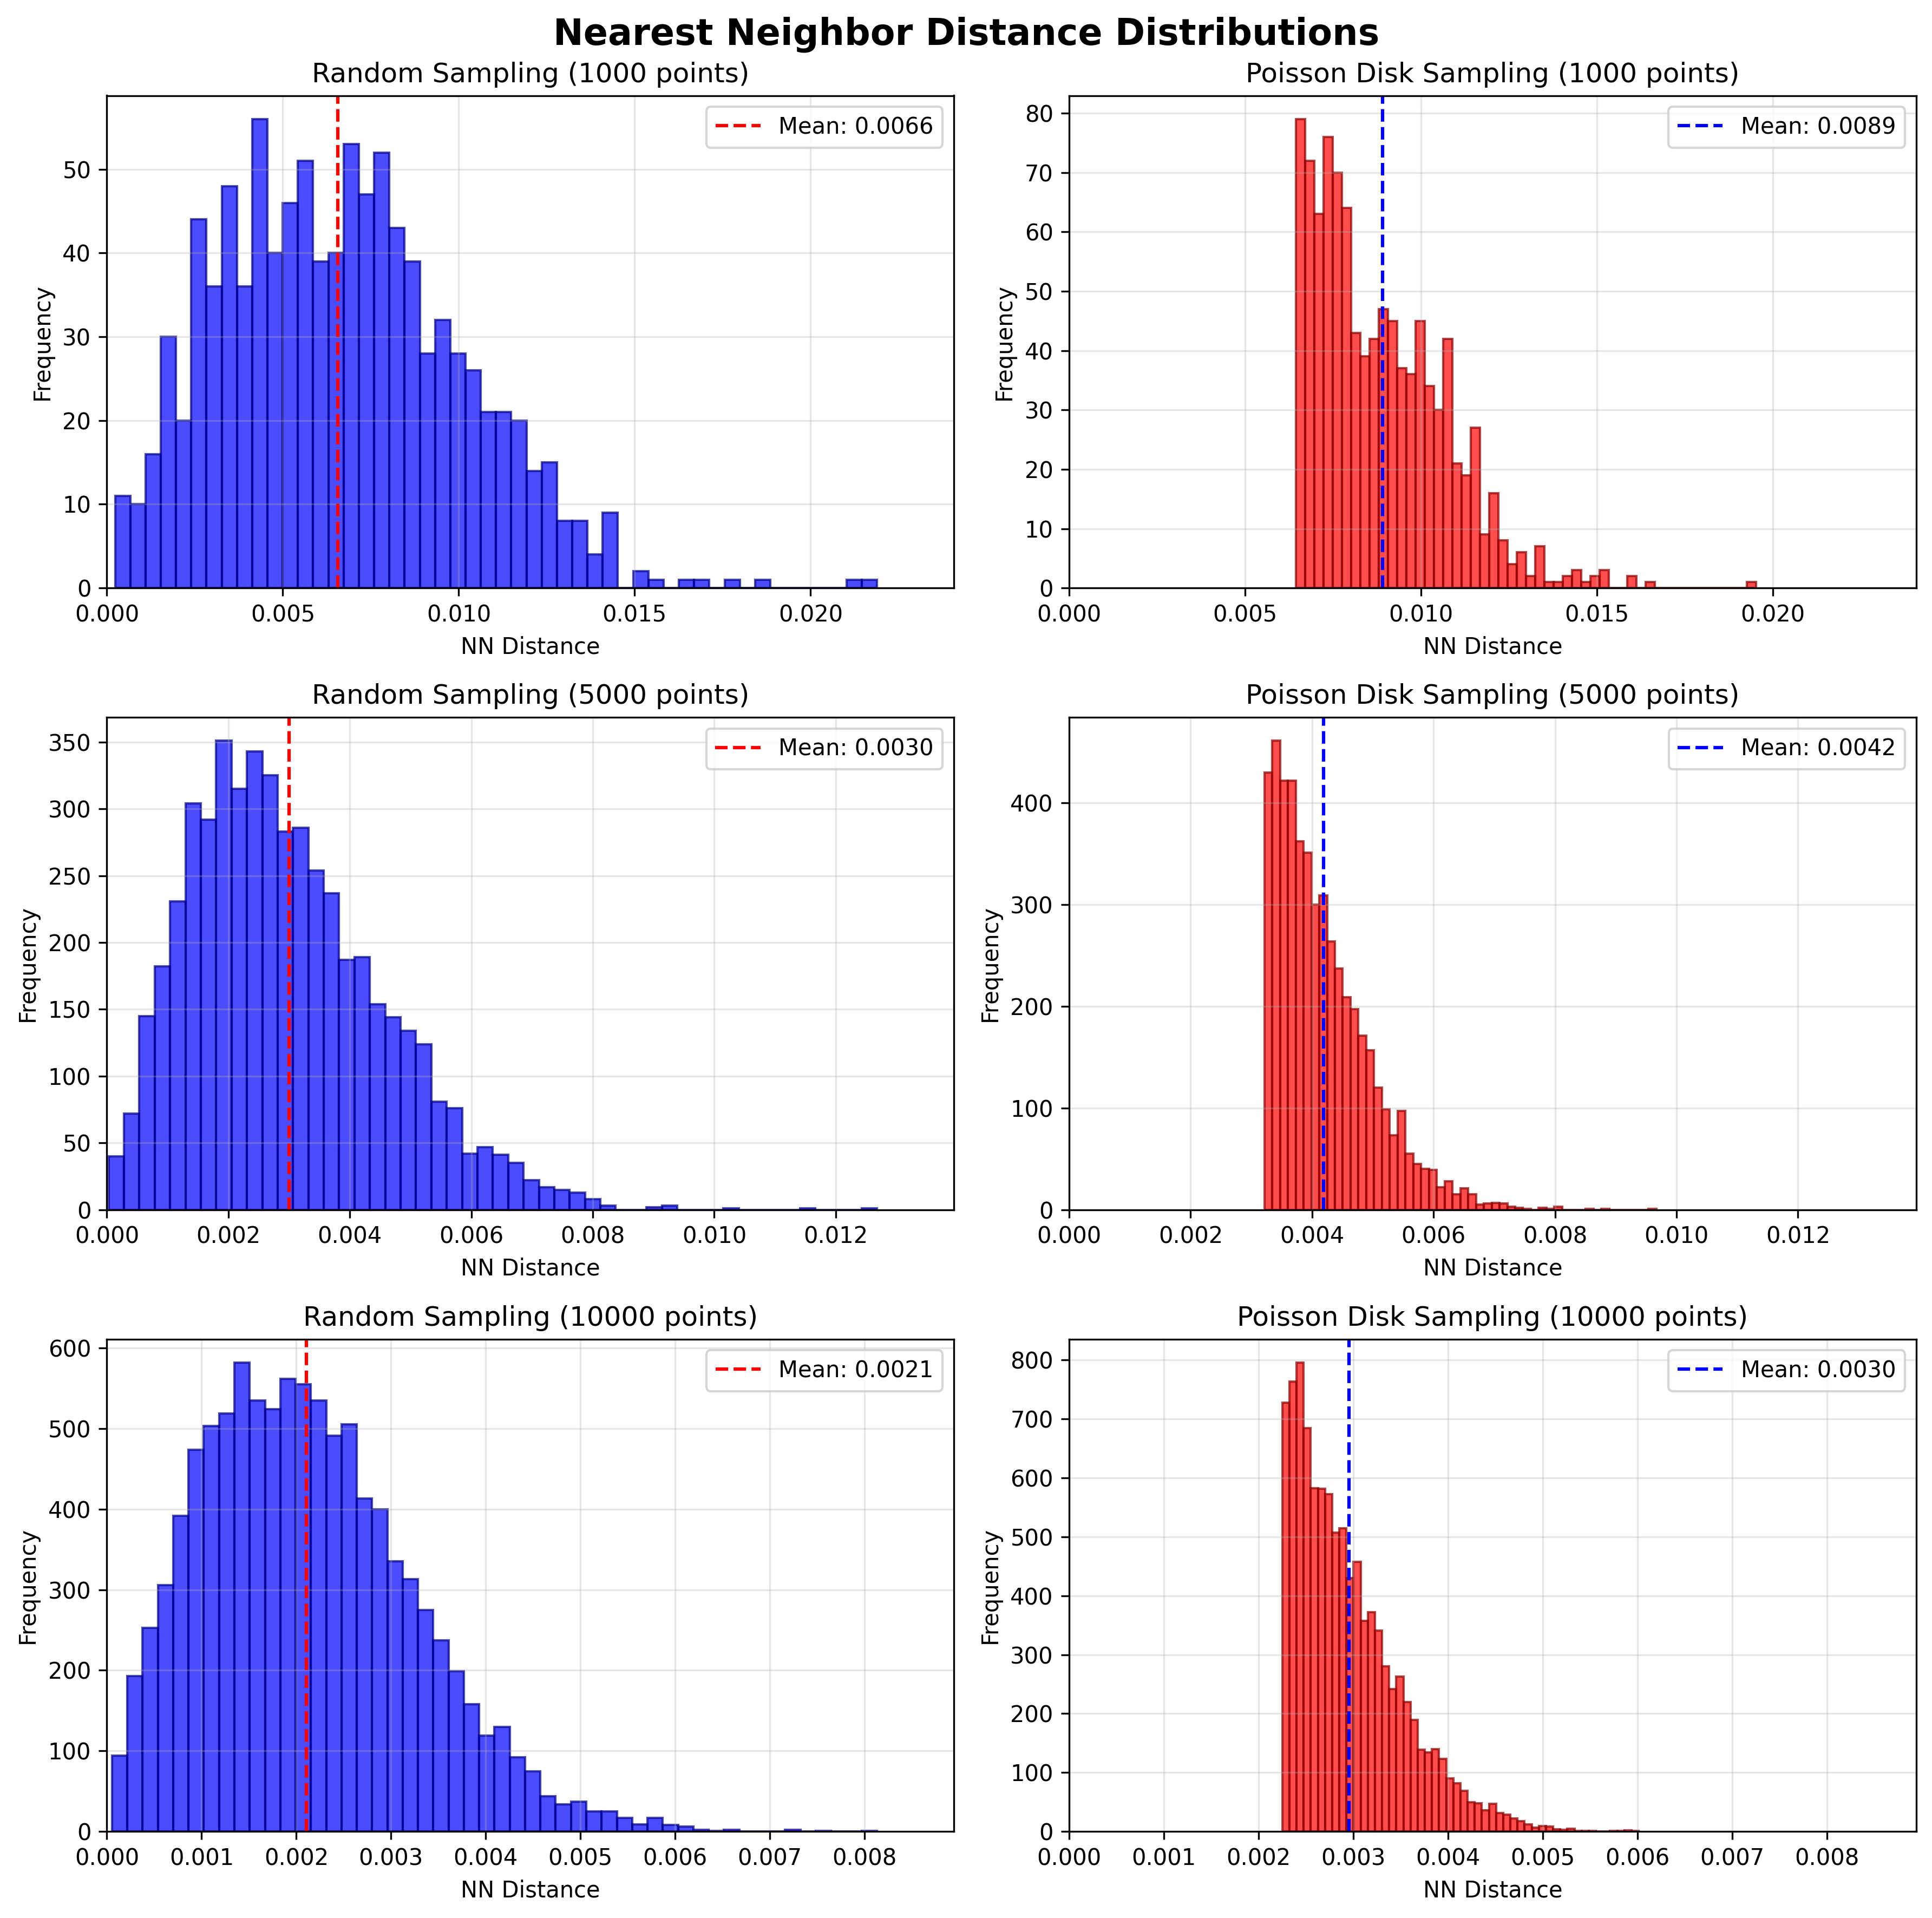 Nearest Neighbor Distance Distributions
Random Sampling (1000 points)
Mean: 0.0066
Frequency
0
10
20
30
40
50
0.000 0.005 0.010 0.015 0.020
NN Distance
Poisson Disk Sampling (1000 points)
Mean: 0.0089
Frequency
80
70
60
50
40
30
20
10
0
0.000 0.005 0.010 0.015 0.020
NN Distance
Random Sampling (5000 points)
Mean: 0.0030
Frequency
350
300
250
200
150
100
50
0
0.000 0.002 0.004 0.006 0.008 0.010 0.012
NN Distance
Poisson Disk Sampling (5000 points)
Mean: 0.0042
Frequency
400
300
200
100
0
0.000 0.002 0.004 0.006 0.008 0.010 0.012
NN Distance
Random Sampling (10000 points)
Mean: 0.0021
Frequency
600
500
400
300
200
100
0
0.000 0.001 0.002 0.003 0.004 0.005 0.006 0.007 0.008
NN Distance
Poisson Disk Sampling (10000 points)
Mean: 0.0030
Frequency
800
700
600
500
400
300
200
100
0
0.000 0.001 0.002 0.003 0.004 0.005 0.006 0.007 0.008
NN Distance